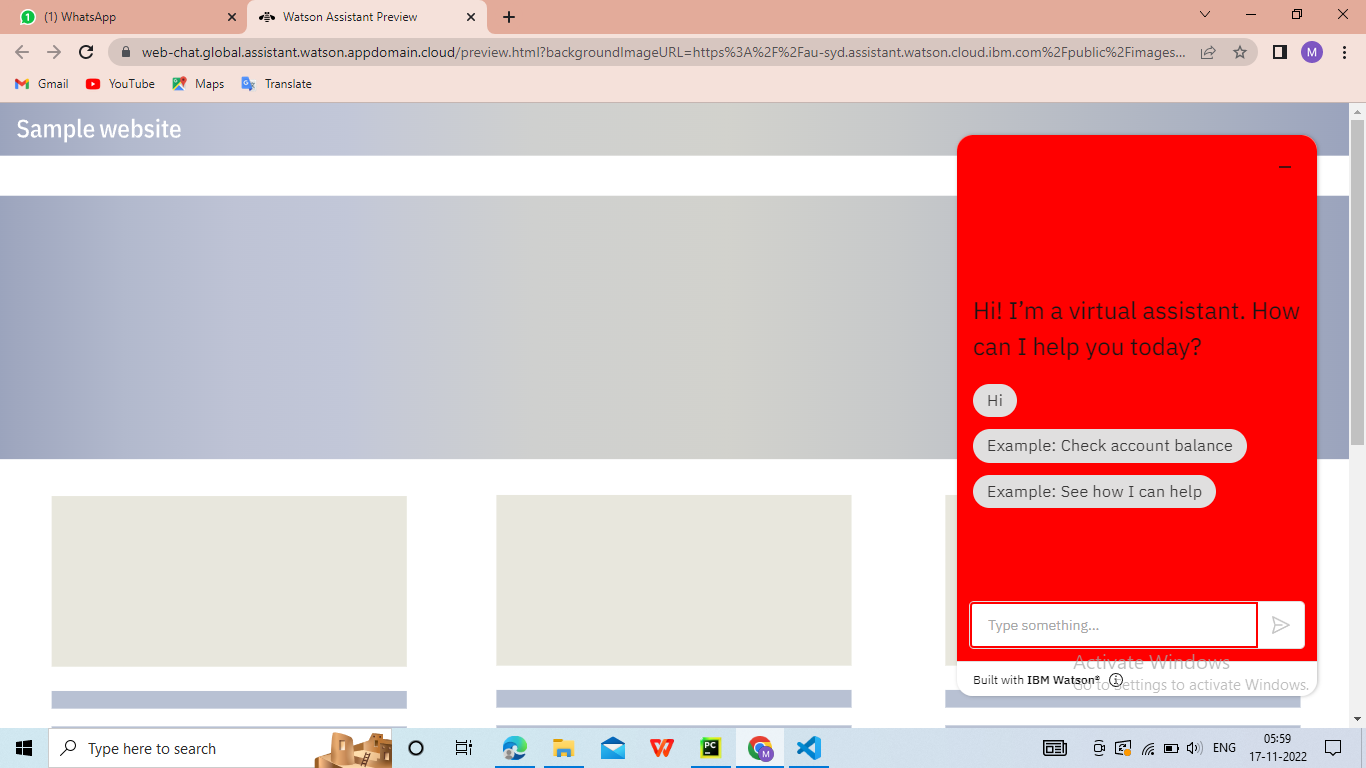 (1) WhatsApp
Watson Assistant Preview
web-chat.global.assistant.watson.appdomain.cloud/preview.html?backgroundImageURL=https%3A%2F%2Fau-syd.assistant.watson.cloud.ibm.com%2Fpublic%2Fimages...
M
Gmail
YouTube
Maps
Translate
Sample website
Hi! I’m a virtual assistant. How
can I help you today?
Hi
Example: Check account balance
Example: See how I can help
Type something...
Activate Windows
Built with IBM Watson®
Go to Settings to activate Windows.
Type here to search
PC
M
ENG
05:59
17-11-2022